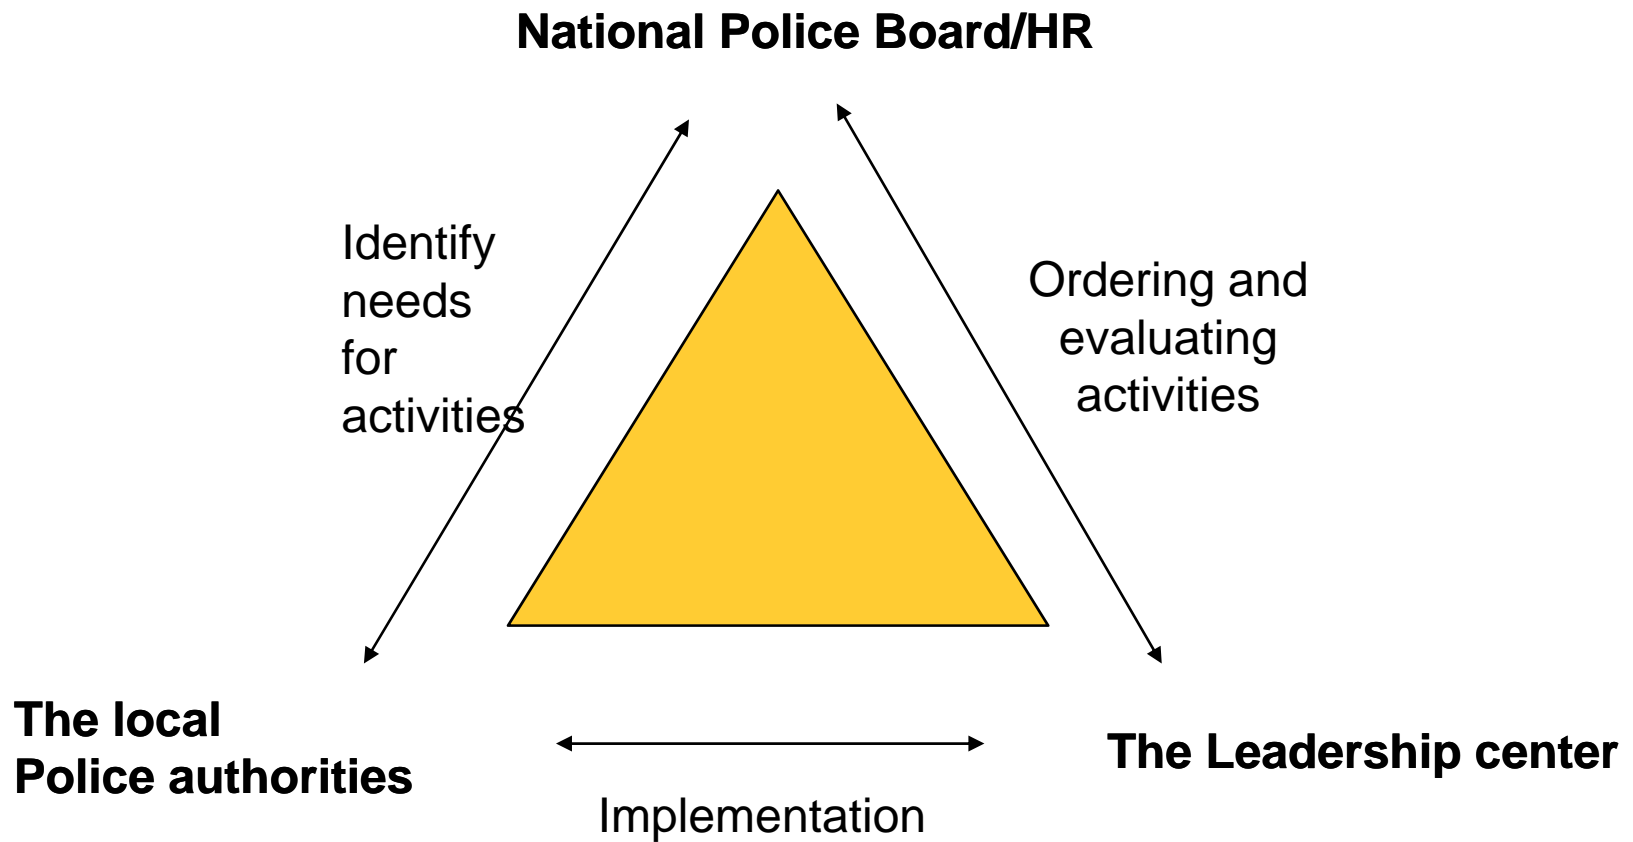 National Police Board/HR
Identify
needs
for
activities
Ordering and
evaluating
activities
The local
Police authorities
The Leadership center
Implementation